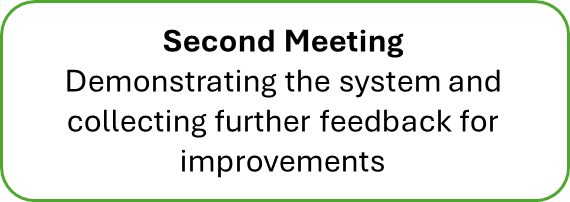 Second Meeting
Demonstrating the system and
collecting further feedback for
improvements